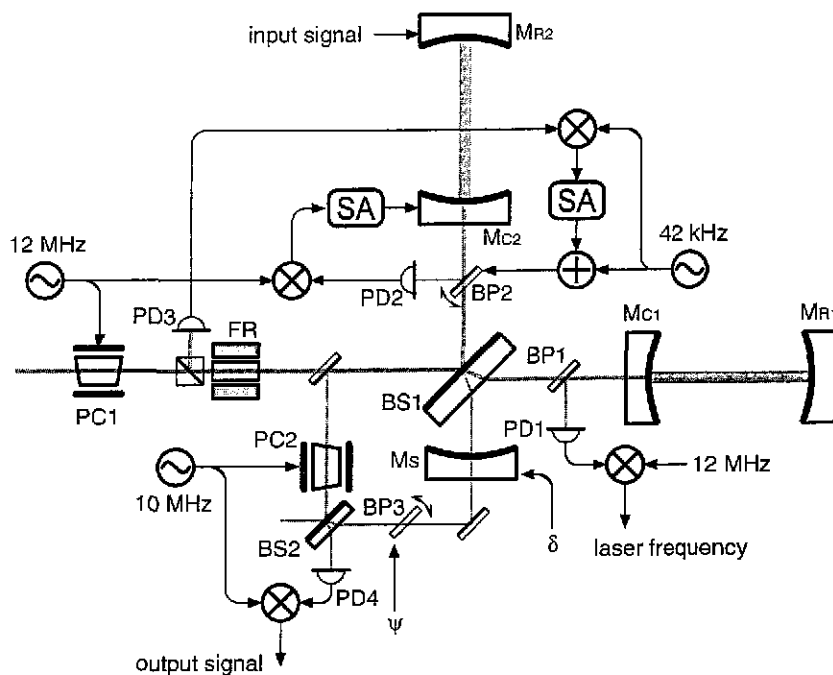 input signal
MR2
SA
SA
MC2
12 MHz
42 kHz
PD3
PD2
BP2
FR
MC1
MR1
BP1
BS1
PC1
PD1
PC2
MS
12 MHz
10 MHz
BP3
BS2
δ
laser frequency
PD4
ψ
output signal